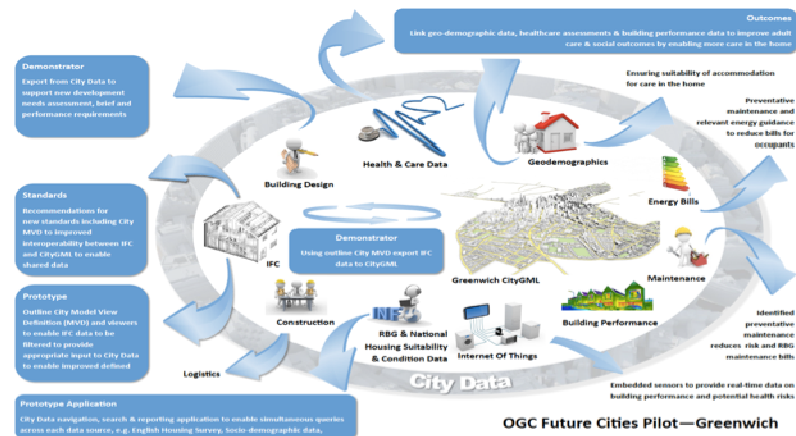 Outcomes
Link geo-demographic data, healthcare assessments & building performance data to improve adult
care & social outcomes by enabling more care in the home
Demonstrator
Export from City Data to
support new development
needs assessment, brief and
performance requirements
Ensuring suitability of accommodation
for care in the home
Preventative
maintenance and
relevant energy guidance
to reduce bills for
occupants
Health & Care Data
Geodemographics
Building Design
Energy Bills
Standards
Recommendations for
new standards including City
MVD to improved
interoperability between IFC
and CityGML to enable
shared data
Demonstrator
Using outline City MVD export IFC
data to CityGML
IFC
Greenwich CityGML
Maintenance
Prototype
Outline City Model View
Definition (MVD) and viewers
to enable IFC data to be
filtered to provide
appropriate input to City Data
to enable improved defined
Construction
RBG & National
Housing Suitability
& Condition Data
Internet Of Things
Building Performance
Identified
preventative
maintenance
reduces risk and RBG
maintenance bills
Logistics
City Data
Embedded sensors to provide real-time data on
building performance and potential health risks
Prototype Application
City Data navigation, search & reporting application to enable simultaneous queries
across each data source, e.g. English Housing Survey, Socio-demographic data,
OGC Future Cities Pilot—Greenwich